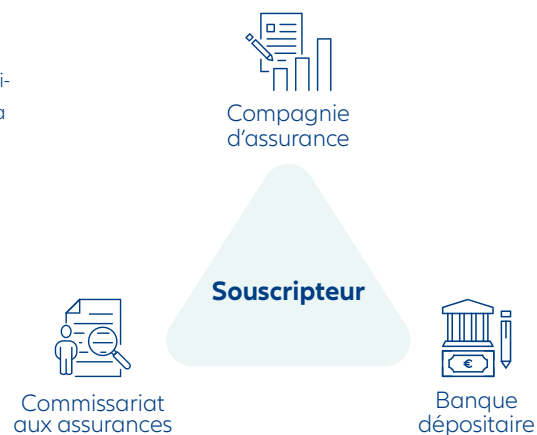 i-
a
Compagnie
d'assurance
Souscripteur
€
Commissariat
aux assurances
Banque
dépositaire